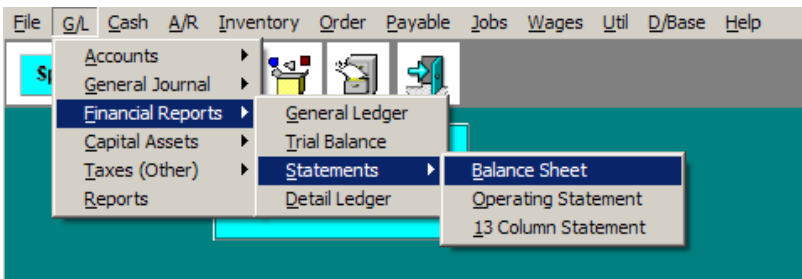 File G/L Cash A/R Inventory Order Payable Jobs Wages Util D/Base Help
Accounts
General Journal
Financial Reports
Capital Assets
Taxes (Other)
Reports
General Ledger
Trial Balance
Statements
Detail Ledger
Balance Sheet
Operating Statement
13 Column Statement